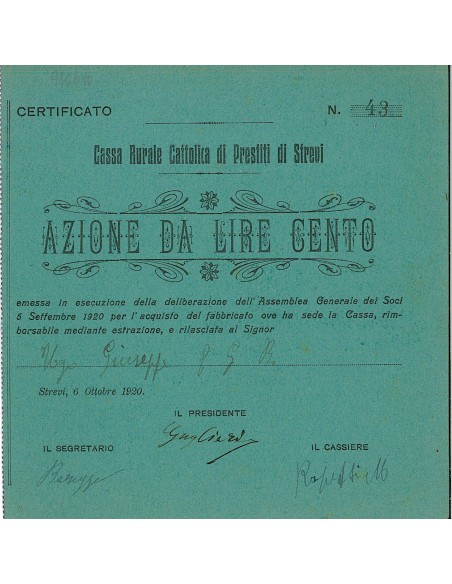 CERTIFICATO N. 43
Cassa Rurale Cattolica di Prestiti di Strevi
AZIONE DA LIRE CENTO
emessa in esecuzione della deliberazione dell'Assemblea Generale dei Soci
5 Settembre 1920 per l'acquisto del fabbricato ove ha sede la Cassa, rim-
borsabile mediante estrazione, e rilasciata al Signor
Giuseppe
Strevi, 6 Ottobre 1920.
IL PRESIDENTE
IL SEGRETARIO IL CASSIERE